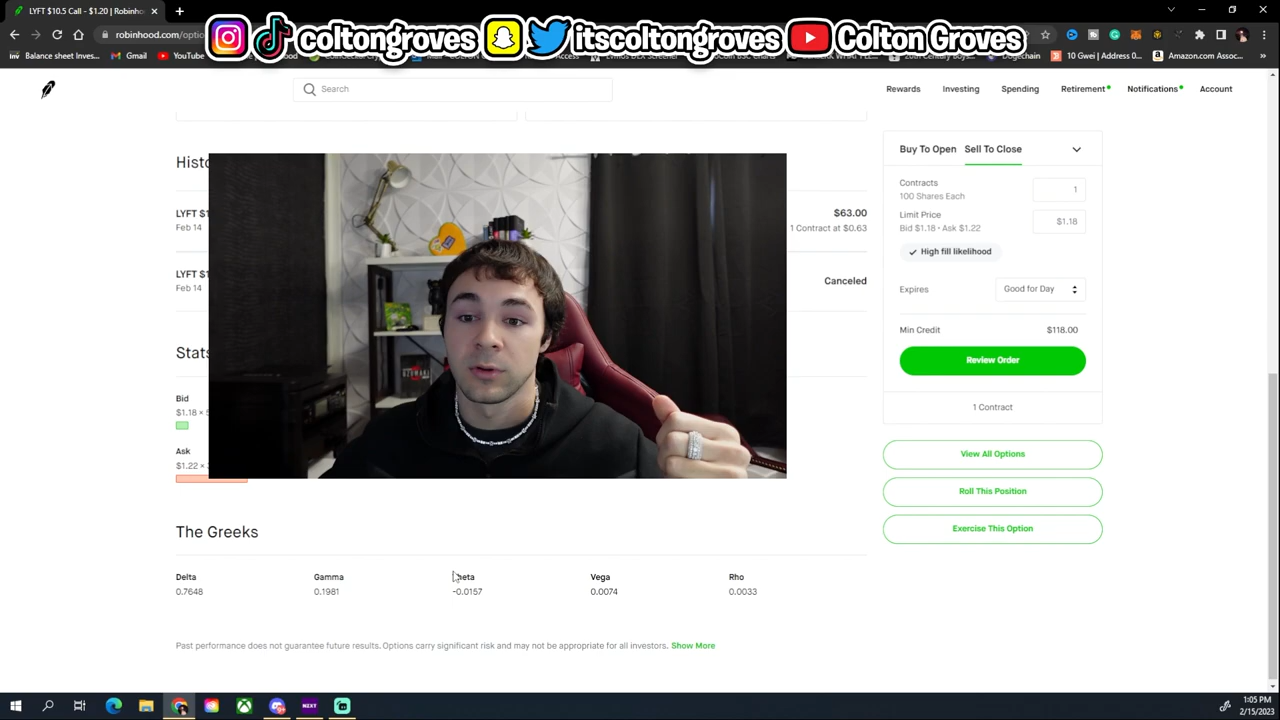 LYFT $10.5 Call - $1.20 | Robinhood
robinhood.com/op
coltongroves itscoltongroves Colton Groves
Balance sheet Invest
Gmail
YouTube
10 Gwei | Address 0...
Amazon.com Assoc...
Search
Rewards Investing Spending Retirement Notifications Account
LYFT $1
Feb 14
$63.00
1 Contract at $0.63
LYFT $1
Feb 14
Canceled
Stats
Bid
$1.18 ×
Ask
$1.22 ×
The Greeks
Delta Gamma Vega Rho
0.7648 0.1981 -0.0157 0.0074 0.0033
Past performance does not guarantee future results. Options carry significant risk and may not be appropriate for all investors. Show More
Buy To Open Sell To Close
Contracts
100 Shares Each
1
Limit Price
Bid $1.18 • Ask $1.22
$1.18
High fill likelihood
Expires Good for Day
Min Credit $118.00
Review Order
1 Contract
View All Options
Roll This Position
Exercise This Option
NEXT
1:05 PM
2/15/2023